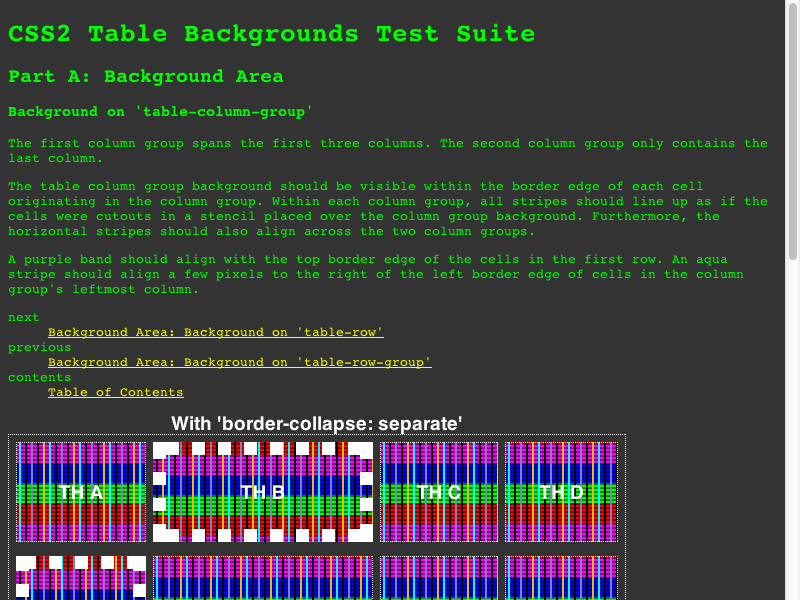 CSS2 Table Backgrounds Test Suite
Part A: Background Area
Background on 'table-column-group'
The first column group spans the first three columns. The second column group only contains the
last column.
The table column group background should be visible within the border edge of each cell
originating in the column group. Within each column group, all stripes should line up as if the
cells were cutouts in a stencil placed over the column group background. Furthermore, the
horizontal stripes should also align across the two column groups.
A purple band should align with the top border edge of the cells in the first row. An aqua
stripe should align a few pixels to the right of the left border edge of cells in the column
group's leftmost column.
next
Background Area: Background on 'table-row'
previous
Background Area: Background on 'table-row-group'
contents
Table of Contents
With 'border-collapse: separate'
TH A TH B TH C TH D